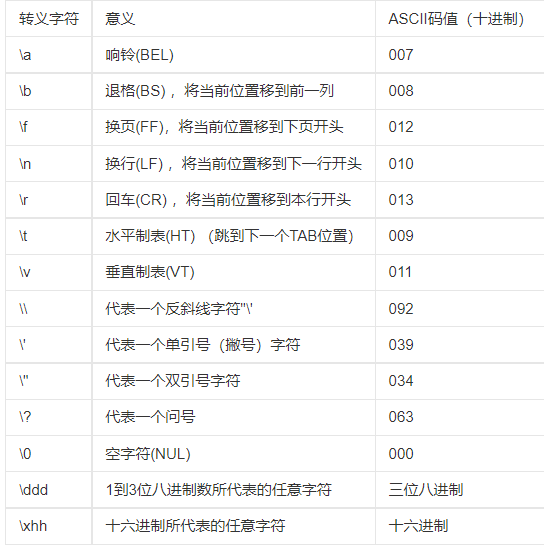 转义字符 意义 ASCII码值（十进制）
\a 响铃(BEL) 007
\b 退格(BS) ，将当前位置移到前一列 008
\f 换页(FF)，将当前位置移到下页开头 012
\n 换行(LF) ，将当前位置移到下一行开头 010
\r 回车(CR) ，将当前位置移到本行开头 013
\t 水平制表(HT) （跳到下一个TAB位置） 009
\v 垂直制表(VT) 011
\\ 代表一个反斜线字符"\' 092
\' 代表一个单引号（撇号）字符 039
\" 代表一个双引号字符 034
\? 代表一个问号 063
\0 空字符(NUL) 000
\ddd 1到3位八进制数所代表的任意字符 三位八进制
\xhh 十六进制所代表的任意字符 十六进制